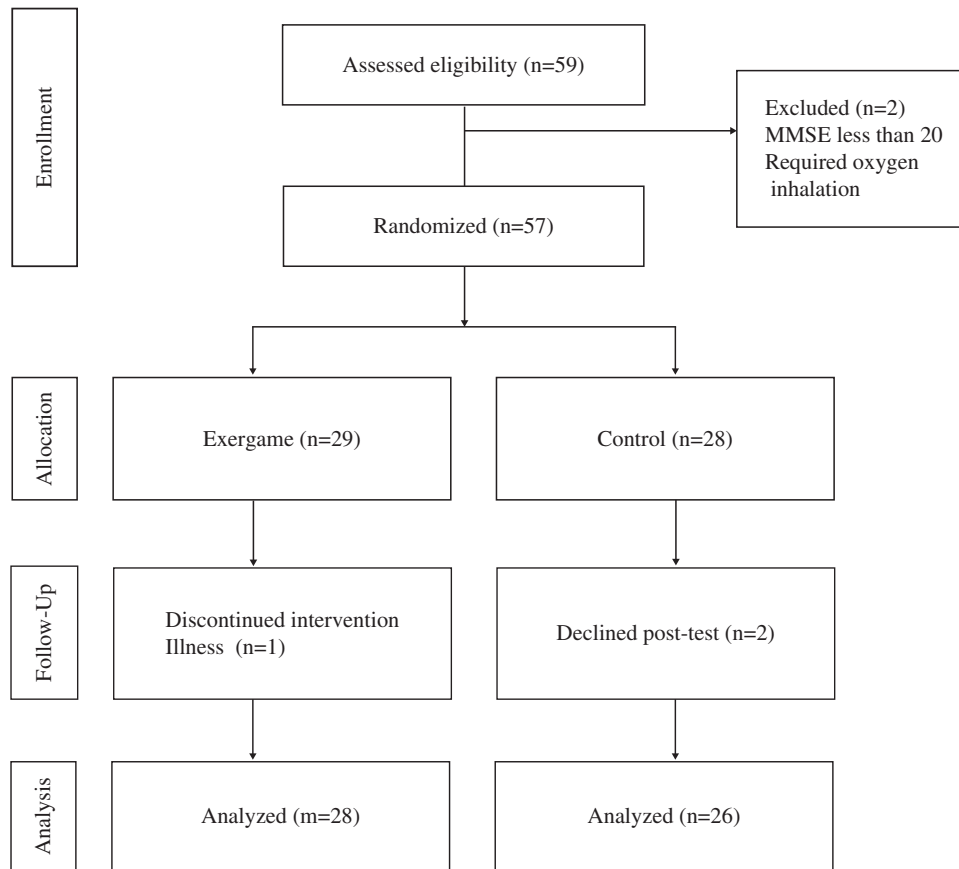 Enrollment
Assessed eligibility (n=59)
Excluded (n=2)
MMSE less than 20
Required oxygen
inhalation
Randomized (n=57)
Allocation
Exergame (n=29)
Control (n=28)
Follow-Up
Discontinued intervention
Illness (n=1)
Declined post-test (n=2)
Analysis
Analyzed (m=28)
Analyzed (n=26)